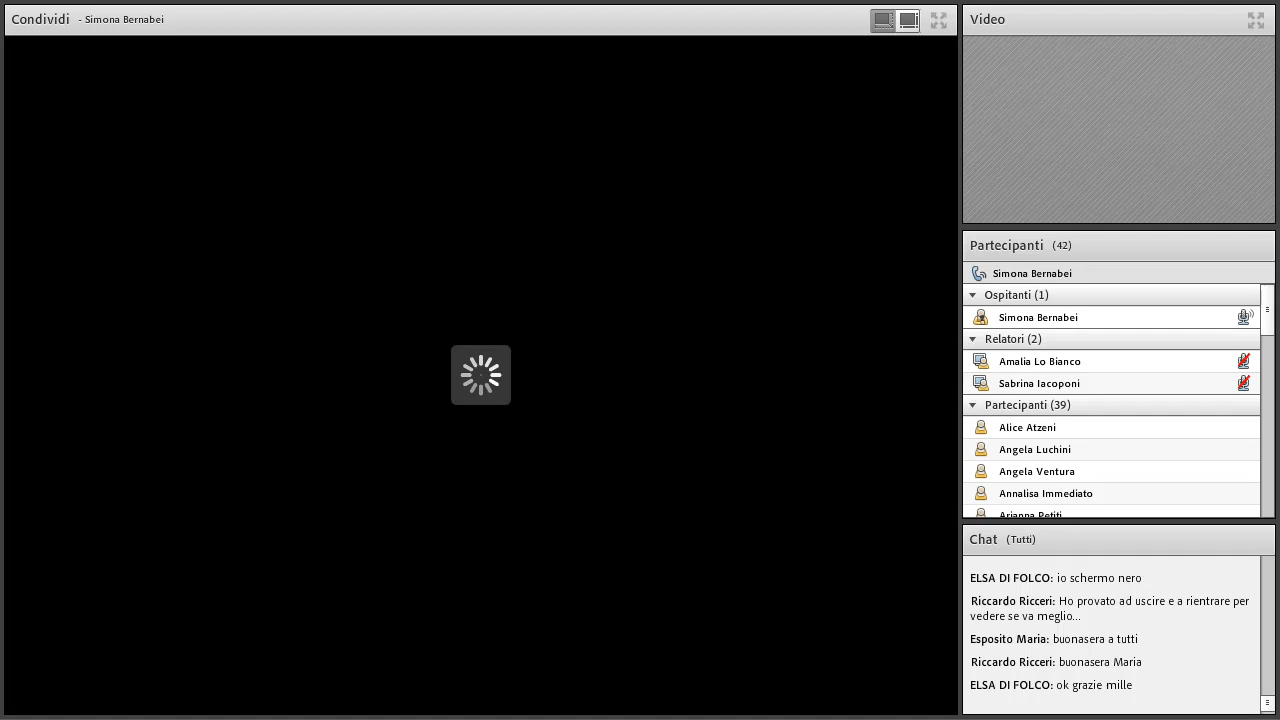 Condividi - Simona Bernabei
Video
Partecipanti (42)
Simona Bernabei
Ospitanti (1)
Simona Bernabei
Relatori (2)
Amalia Lo Bianco
Sabrina Iacoponi
Partecipanti (39)
Alice Atzeni
Angela Luchini
Angela Ventura
Annalisa Immediato
Arianna Petiti
Chat (Tutti)
ELSA DI FOLCO: io schermo nero
Riccardo Ricceri: Ho provato ad uscire e a rientrare per
vedere se va meglio...
Esposito Maria: buonasera a tutti
Riccardo Ricceri: buonasera Maria
ELSA DI FOLCO: ok grazie mille